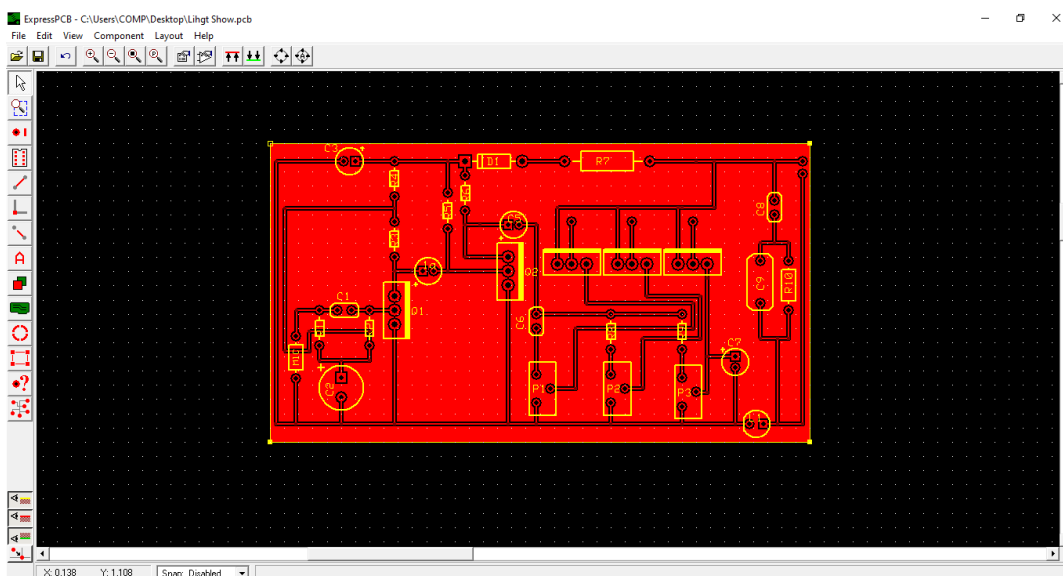 ExpressPCB - C:\Users\COMP\Desktop\Lihgt Show.pcb
File Edit View Component Layout Help
C3
D1
R7
C8
Q2
C9
R10
C1
Q1
C6
C7
C2
P1
P2
P3
X: 0.138 Y: 1.108 Snap: Disabled